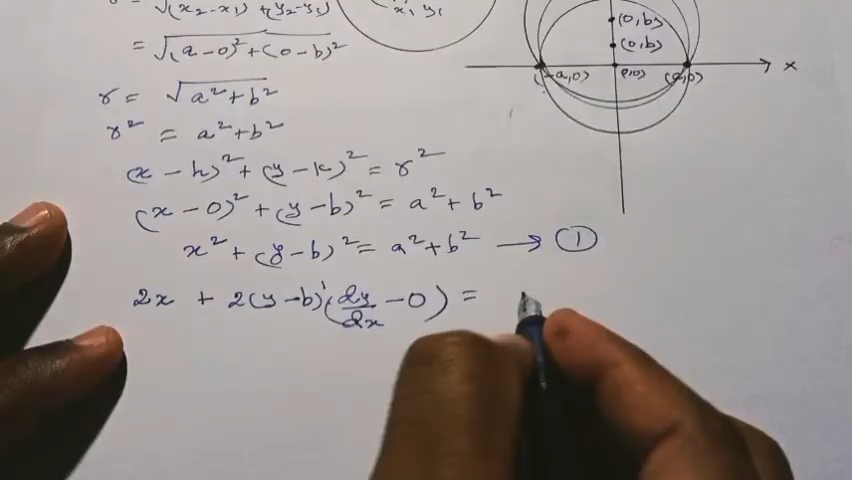 √(x₂-x₁)²+(y₂-y₁)²
x₁ y₁
= √(a-0)²+(0-b)²
r = √a²+b²
r² = a²+b²
(x-h)²+(y-k)²=r²
(x-0)²+(y-b)²=a²+b²
x²+(y-b)²=a²+b² → ①
2x + 2(y-b)¹(dy/dx -0) =
(0,b)
(0,b)
(-a,0) (0,0) (a,0) x